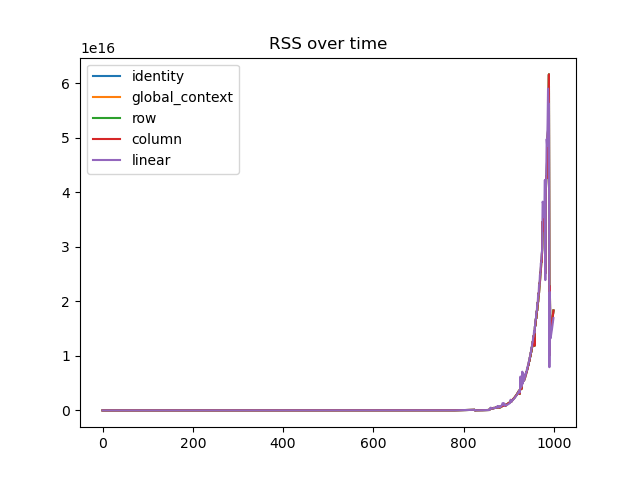 RSS over time
1e16
identity
global_context
row
column
linear
6
5
4
3
2
1
0
0 200 400 600 800 1000